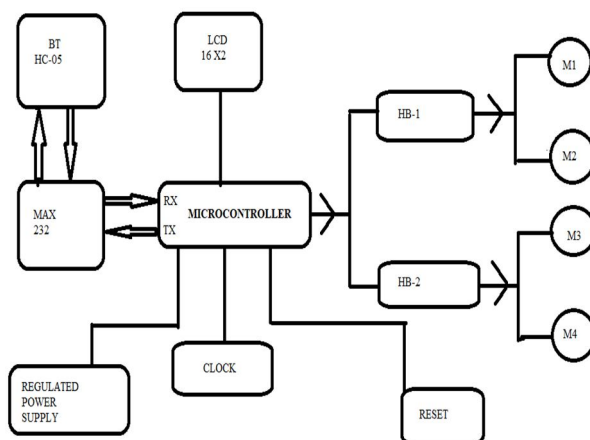 BT
HC-05
LCD
16 X2
M1
HB-1
M2
MAX
232
RX
TX
MICROCONTROLLER
M3
HB-2
M4
REGULATED
POWER
SUPPLY
CLOCK
RESET